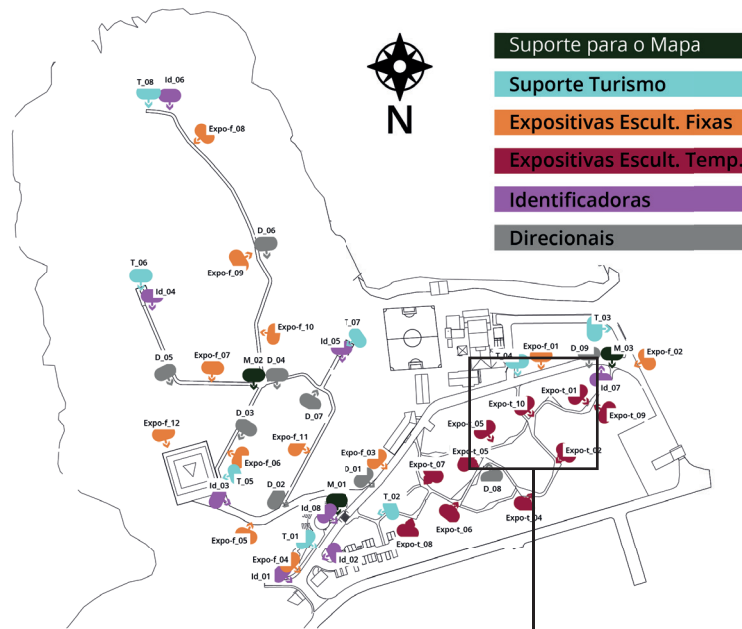 Suporte para o Mapa
Suporte Turismo
Expositivas Escult. Fixas
Expositivas Escult. Temp.
Identificadoras
Direcionais
N
T_08
Id_06
Expo-f_08
D_06
Expo-f_09
T_06
Id_04
Expo-f_10
T_07
Id_05
T_03
D_05
Expo-f_07
M_02
D_04
T_04
Expo-f_01
D_09
M_03
Expo-f_02
Id_07
D_07
Expo-t_01
Expo-t_10
Expo-t_09
D_03
Expo-f_12
Expo-f_11
Expo-t_05
Expo-t_02
Expo-f_06
Expo-f_03
Expo-t_05
T_05
D_01
Expo-t_07
D_08
Id_03
D_02
M_01
T_02
Id_08
Expo-t_04
Expo-f_05
T_01
Expo-t_08
Expo-t_06
Expo-f_04
Id_02
Id_01